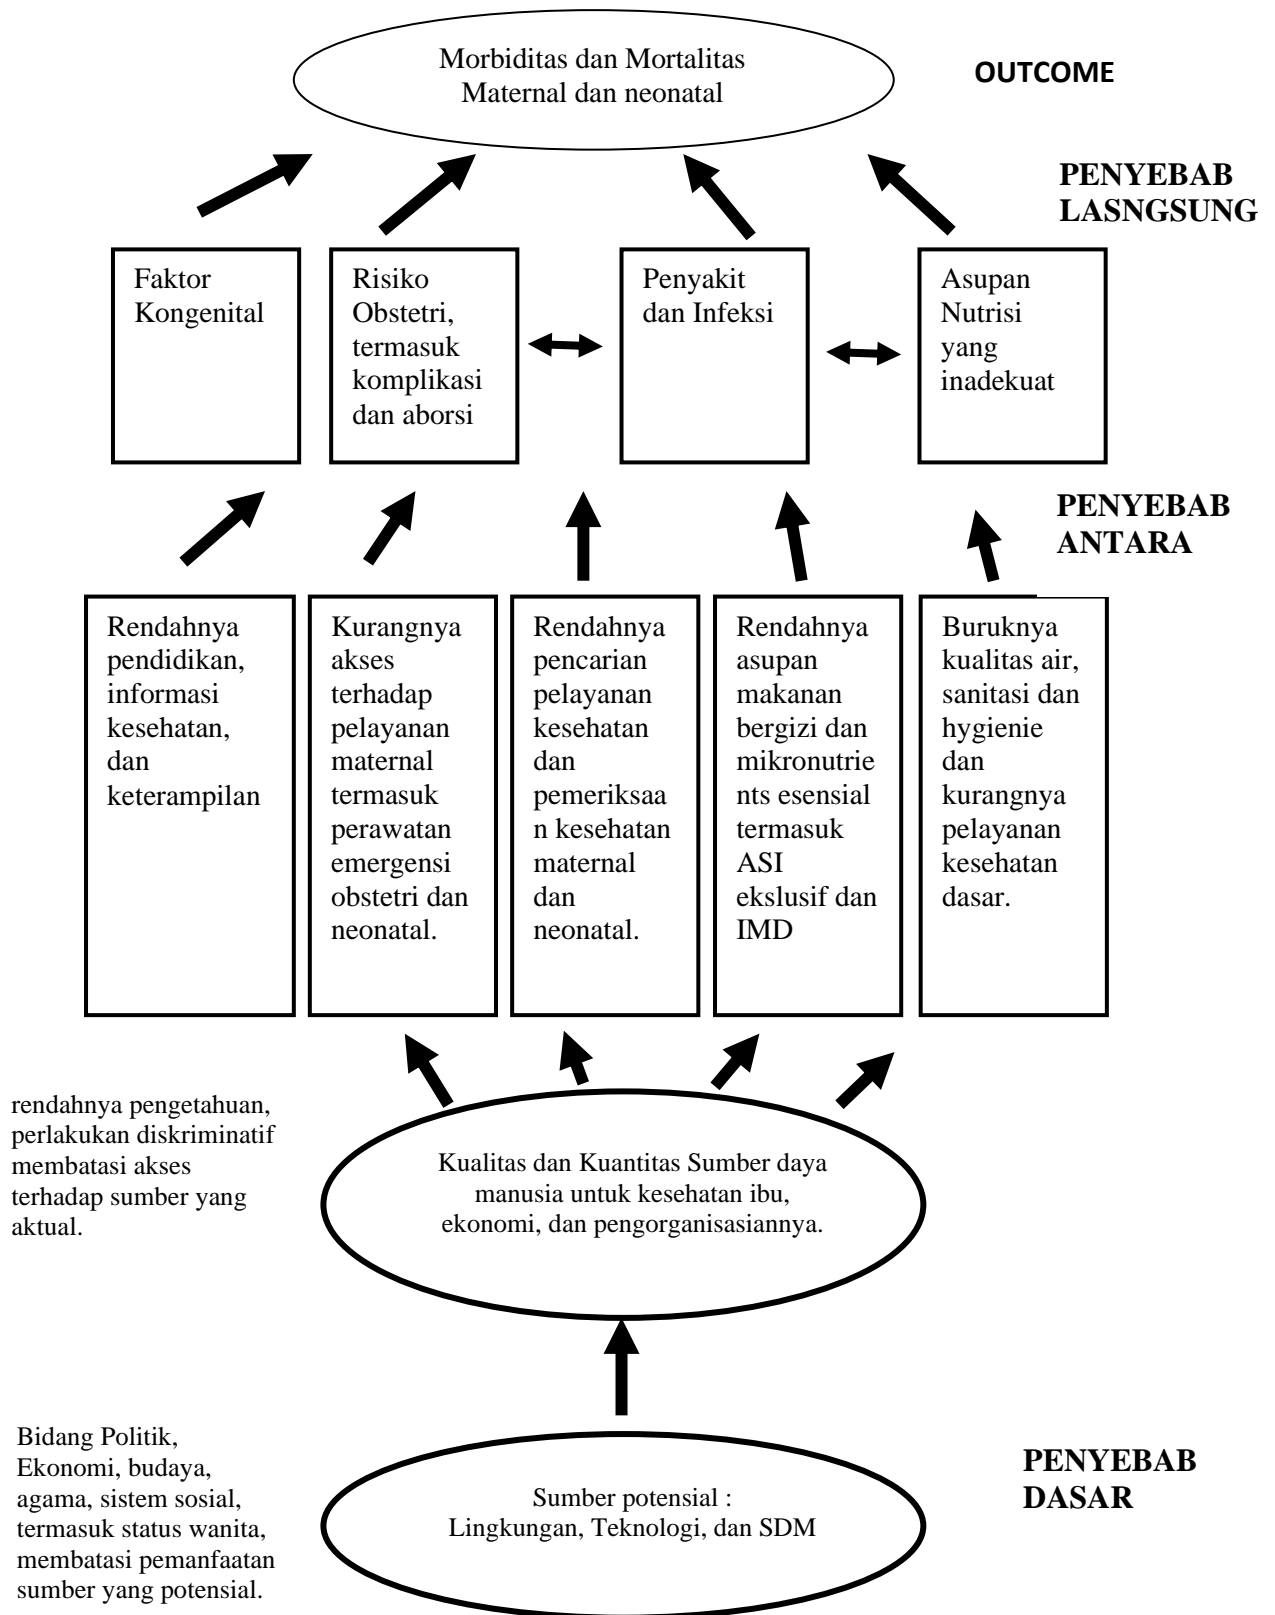 Morbiditas dan Mortalitas
Maternal dan neonatal
OUTCOME
PENYEBAB
LASNGSUNG
Faktor
Kongenital
Risiko
Obstetri,
termasuk
komplikasi
dan aborsi
Penyakit
dan Infeksi
Asupan
Nutrisi
yang
inadekuat
PENYEBAB
ANTARA
Rendahnya
pendidikan,
informasi
kesehatan,
dan
keterampilan
Kurangnya
akses
terhadap
pelayanan
maternal
termasuk
perawatan
emergensi
obstetri dan
neonatal.
Rendahnya
pencarian
pelayanan
kesehatan
dan
pemeriksaa
n kesehatan
maternal
dan
neonatal.
Rendahnya
asupan
makanan
bergizi dan
mikronutrie
nts esensial
termasuk
ASI
ekslusif dan
IMD
Buruknya
kualitas air,
sanitasi dan
hygienie
dan
kurangnya
pelayanan
kesehatan
dasar.
rendahnya pengetahuan,
perlakukan diskriminatif
membatasi akses
terhadap sumber yang
aktual.
Kualitas dan Kuantitas Sumber daya
manusia untuk kesehatan ibu,
ekonomi, dan pengorganisasiannya.
Bidang Politik,
Ekonomi, budaya,
agama, sistem sosial,
termasuk status wanita,
membatasi pemanfaatan
sumber yang potensial.
Sumber potensial :
Lingkungan, Teknologi, dan SDM
PENYEBAB
DASAR